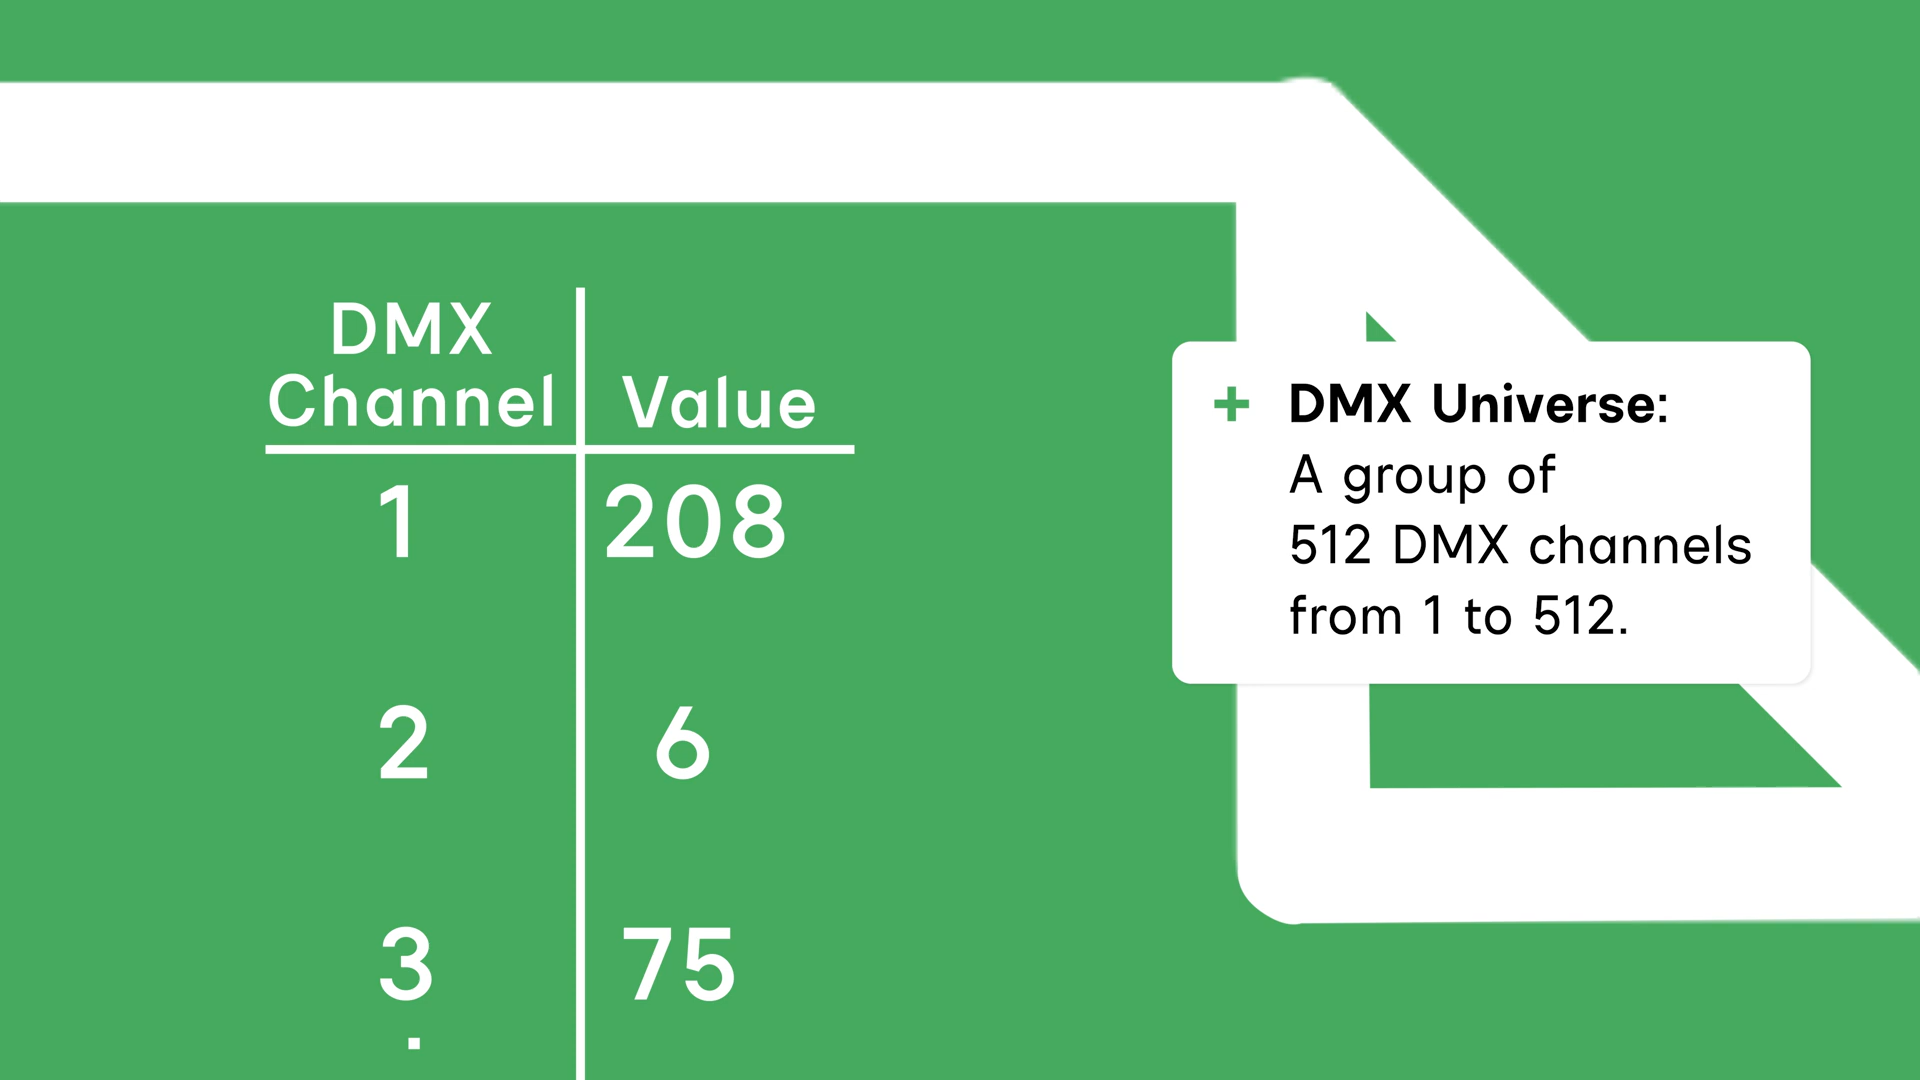 DMX
Channel Value
1 208
2 6
3 75
.
+ DMX Universe:
A group of
512 DMX channels
from 1 to 512.